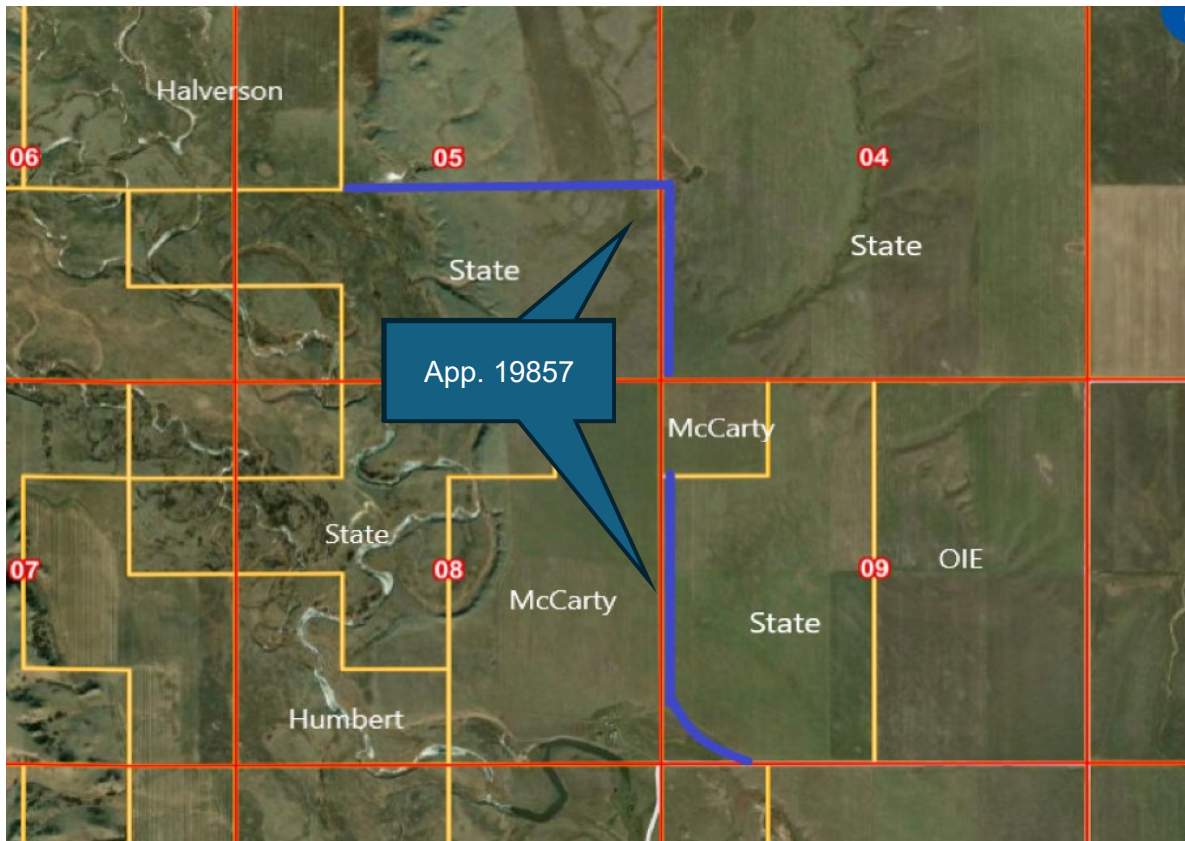 Halverson
06
05
04
State
State
App. 19857
McCarty
State
07
08
09
OIE
McCarty
State
Humbert